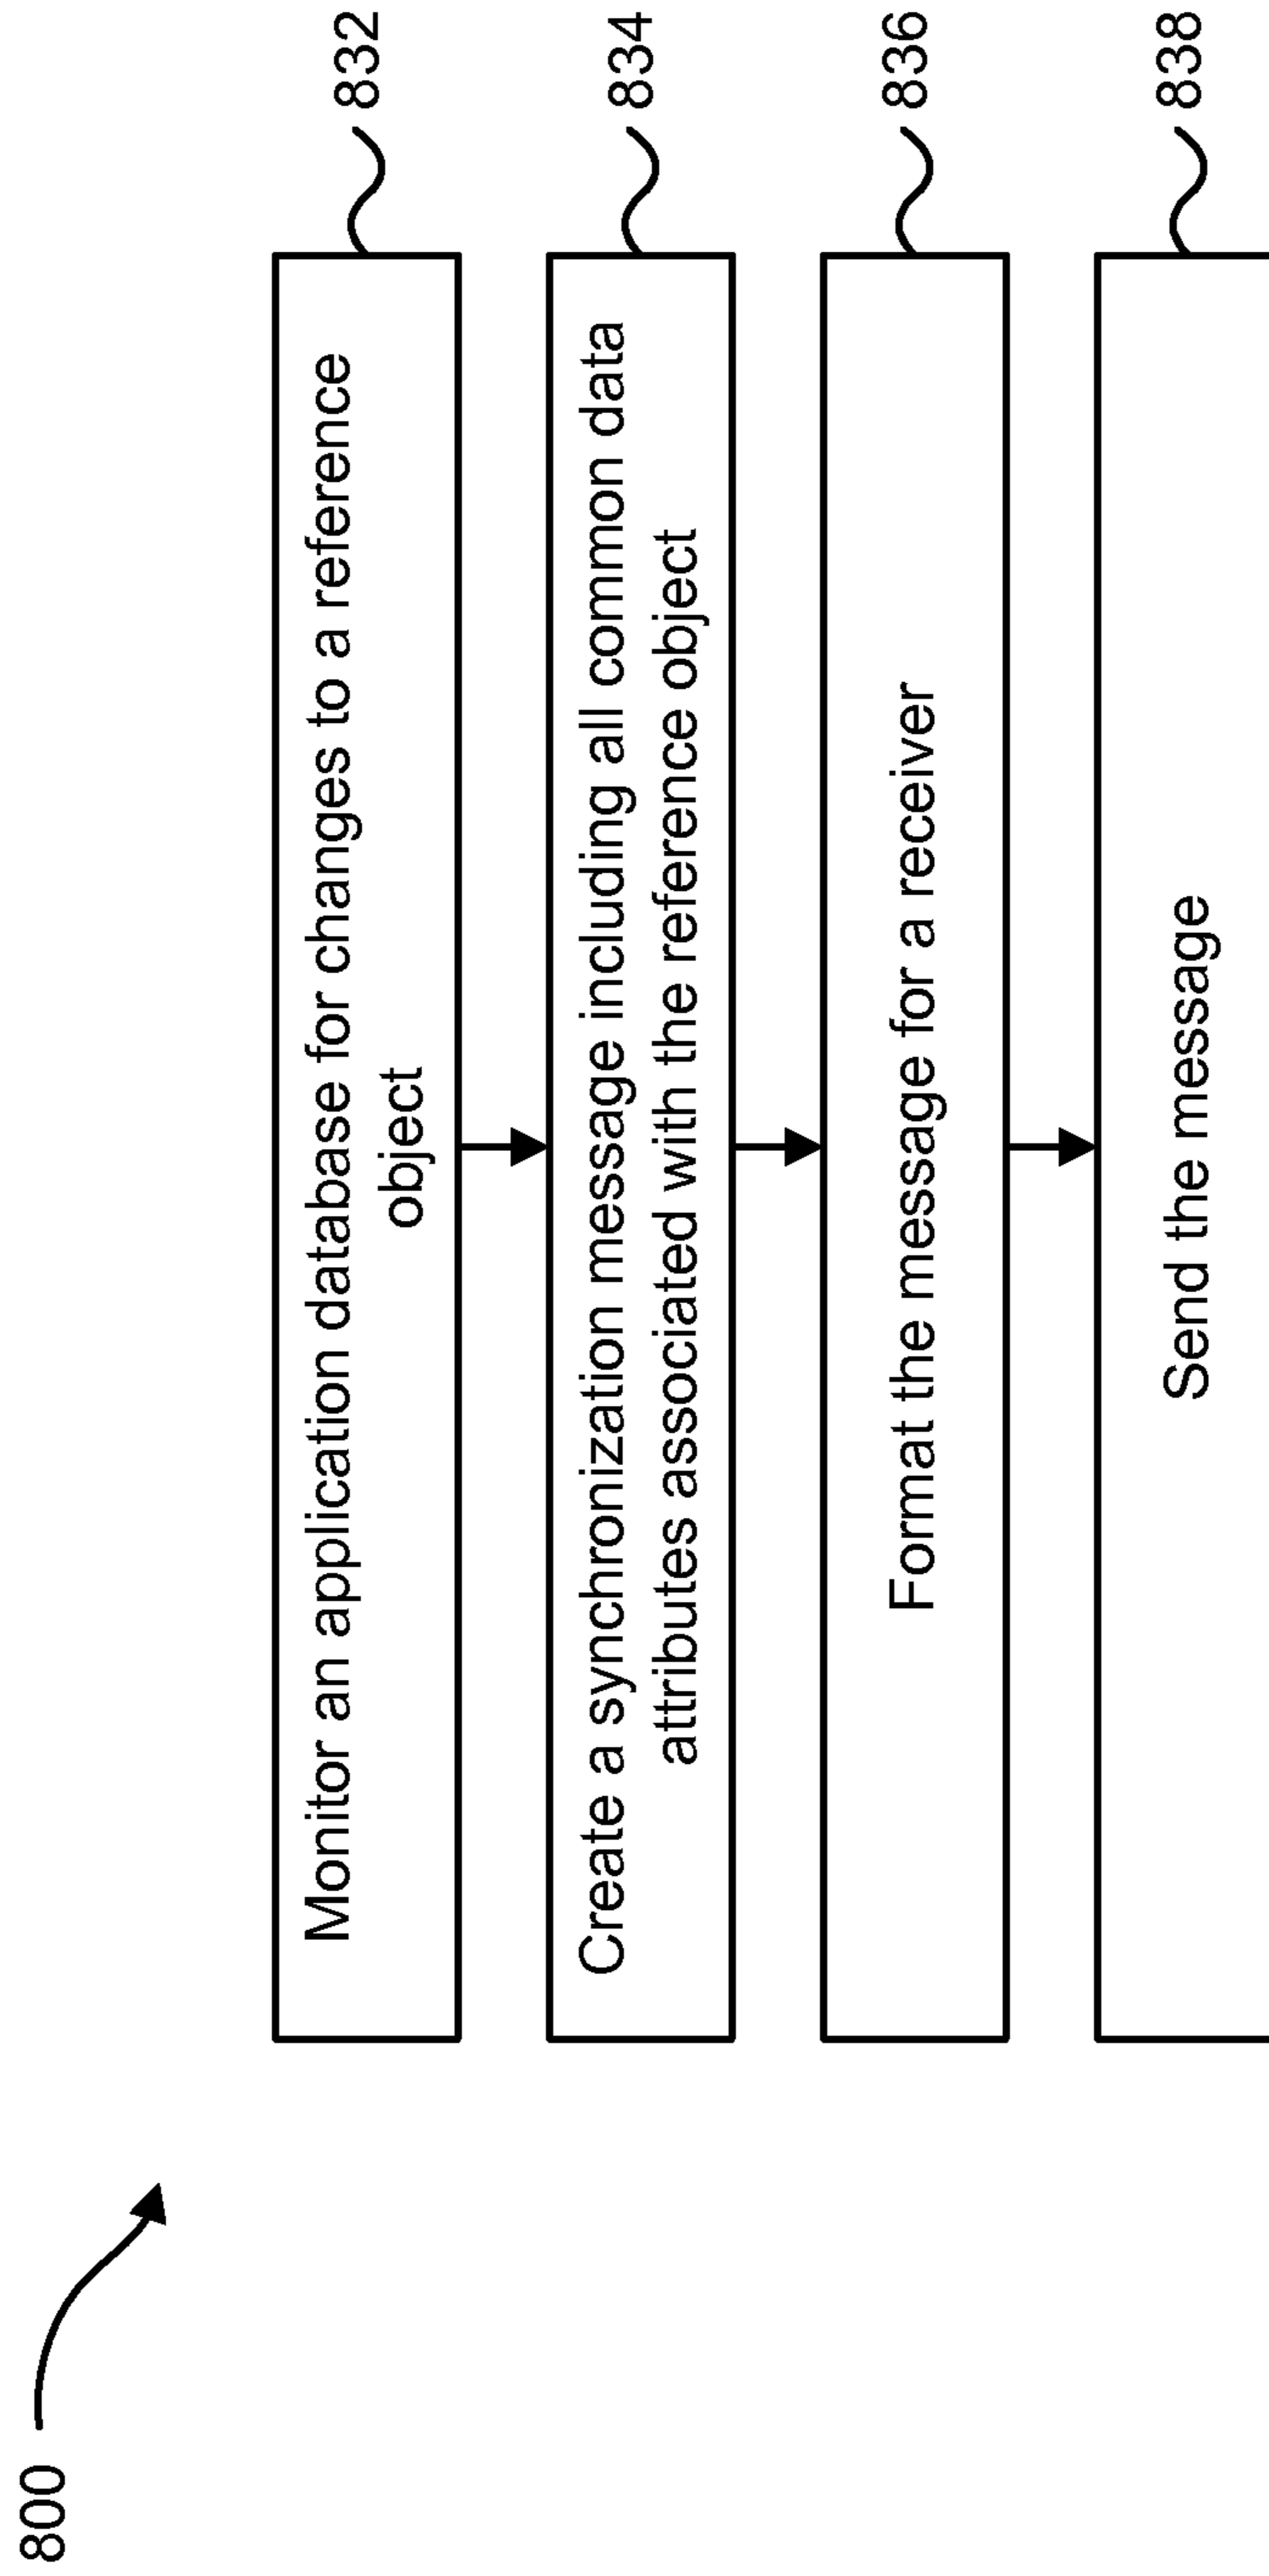 800
Monitor an application database for changes to a reference
object
832
Create a synchronization message including all common data
attributes associated with the reference object
834
Format the message for a receiver
836
Send the message
838